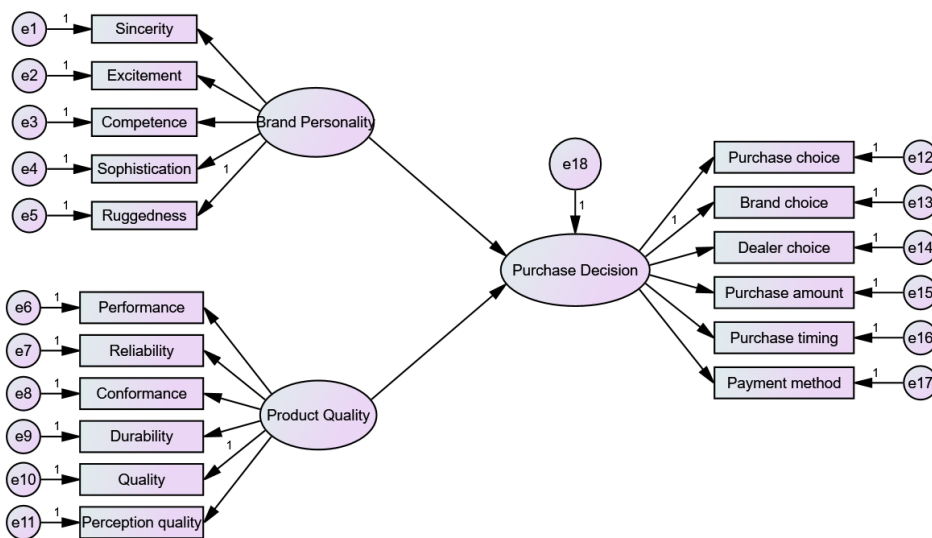 e1 1 Sincerity
e2 1 Excitement
e3 1 Competence
e4 1 Sophistication
e5 1 Ruggedness
1
Brand Personality
e6 1 Performance
e7 1 Reliability
e8 1 Conformance
e9 1 Durability
e10 1 Quality
e11 1 Perception quality
1
Product Quality
e18
1
Purchase Decision
1
Purchase choice 1 e12
Brand choice 1 e13
Dealer choice 1 e14
Purchase amount 1 e15
Purchase timing 1 e16
Payment method 1 e17